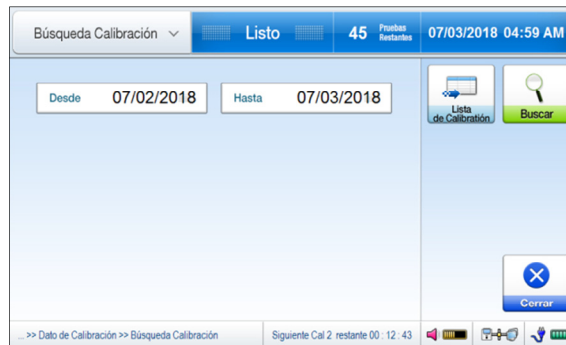 Búsqueda Calibración
Listo
45 Pruebas Restantes
07/03/2018 04:59 AM
Desde 07/02/2018
Hasta 07/03/2018
Lista
de Calibratión
Buscar
Cerrar
... >> Dato de Calibración >> Búsqueda Calibración
Siguiente Cal 2 restante 00 : 12 : 43